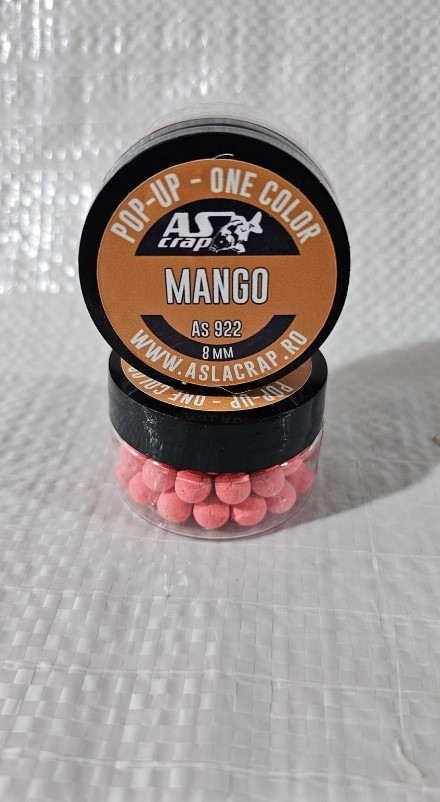 POP-UP - ONE COLOR
AS
crap
MANGO
As 922
8 MM
WWW.ASLACRAP.RO
POP-UP - ONE COLOR